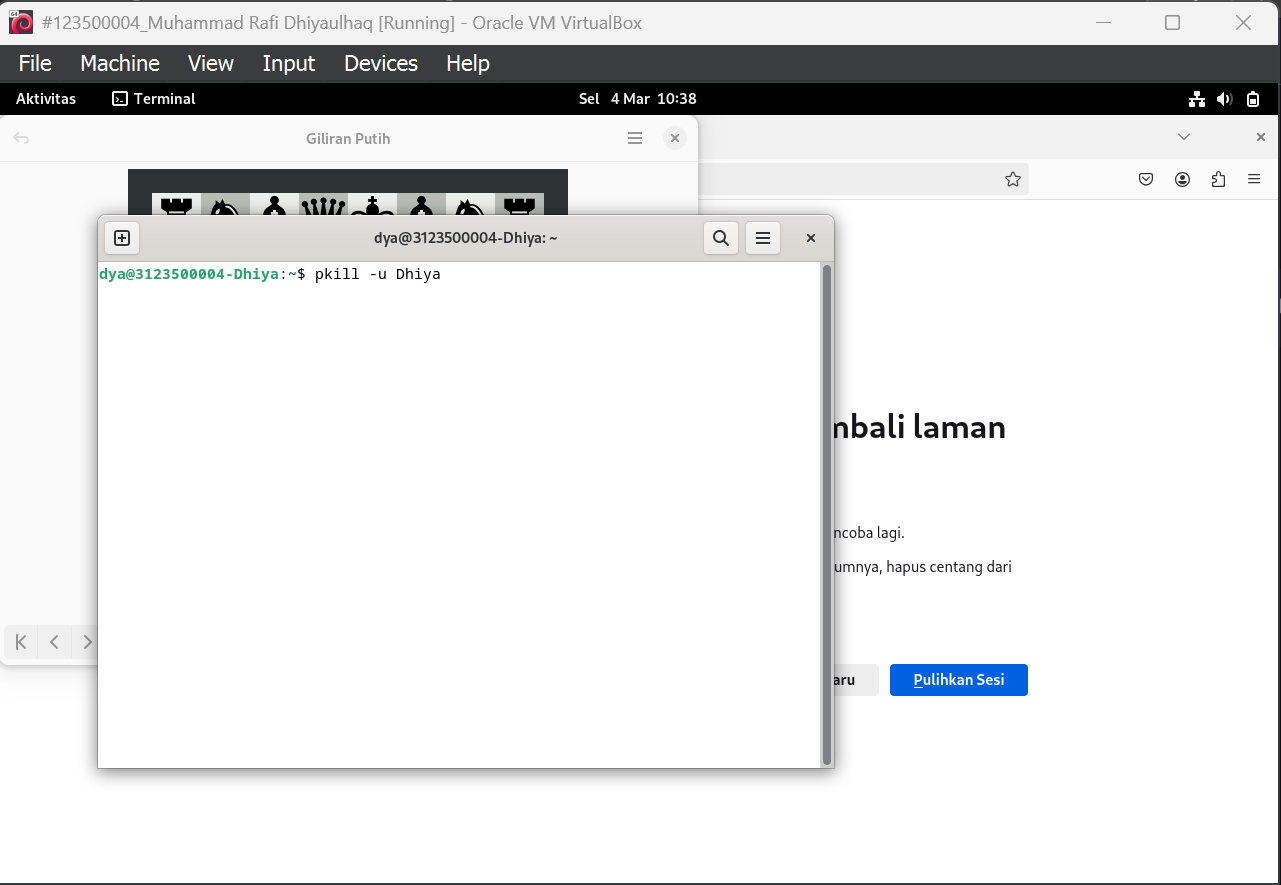 #123500004_Muhammad Rafi Dhiyaulhaq [Running] - Oracle VM VirtualBox
File Machine View Input Devices Help
Aktivitas Terminal Sel 4 Mar 10:38
Giliran Putih
dya@3123500004-Dhiya: ~
dya@3123500004-Dhiya:~$ pkill -u Dhiya
mbali laman
ncoba lagi.
umnya, hapus centang dari
aru Pulihkan Sesi